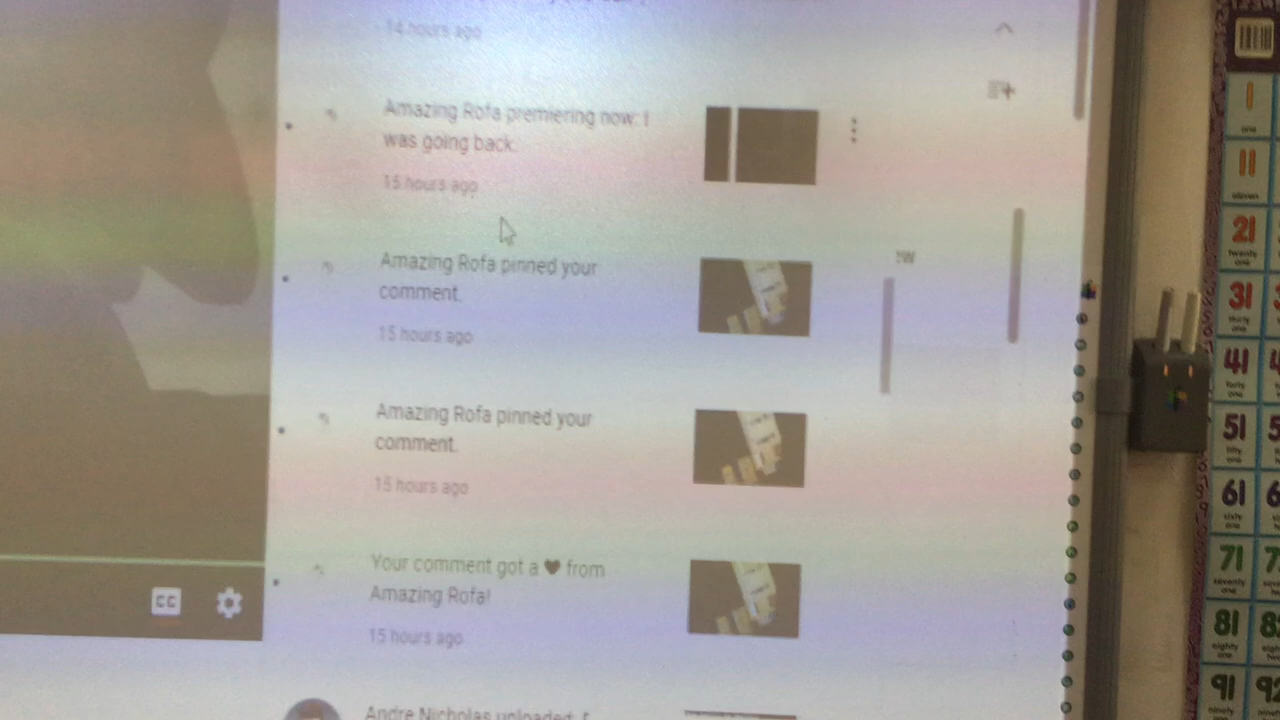 14 hours ago
Amazing Rofa premiering now: I
was going back.
15 hours ago
Amazing Rofa pinned your
comment.
15 hours ago
Amazing Rofa pinned your
comment.
15 hours ago
Your comment got a ❤ from
Amazing Rofa!
15 hours ago
Andre Nicholas uploaded:
CC
1
one
11
eleven
21
twenty
one
31
thirty
one
41
forty
one
51
fifty
one
61
sixty
one
71
seventy
one
81
eighty
one
91
92
ninety